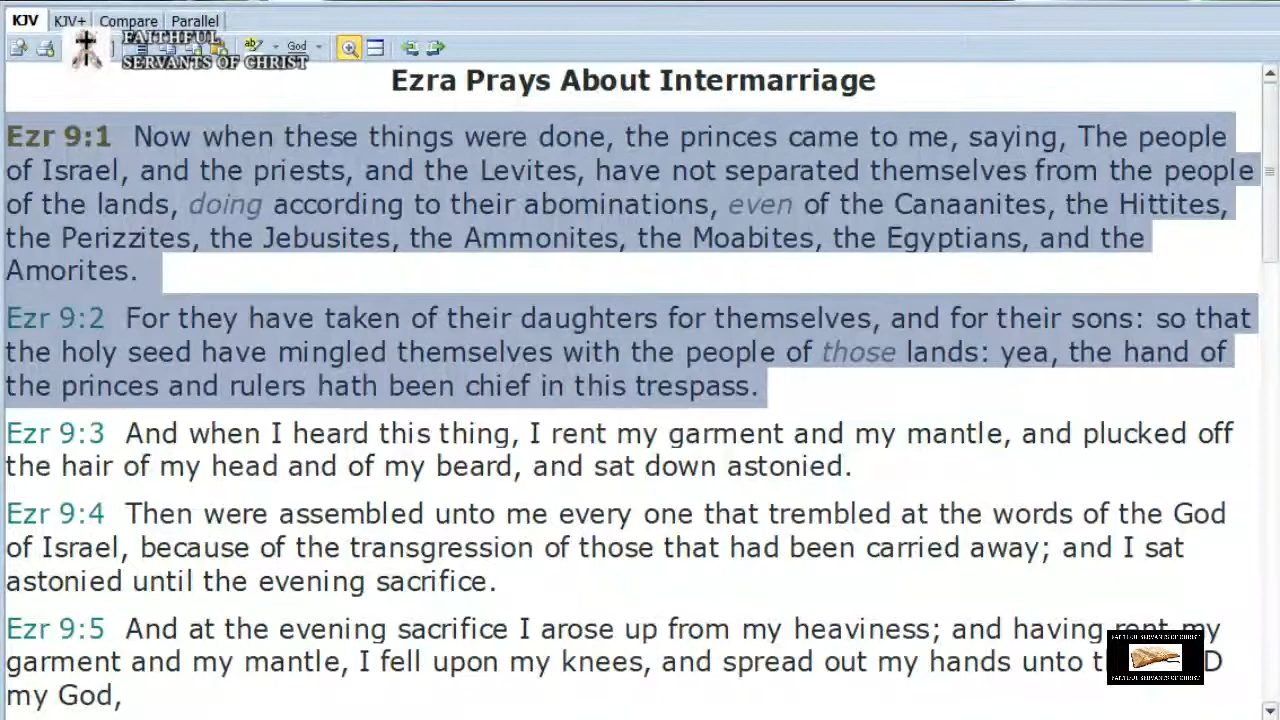 KJV KJV+ Compare Parallel
FAITHFUL
SERVANTS OF CHRIST
ab God
Ezra Prays About Intermarriage
Ezr 9:1 Now when these things were done, the princes came to me, saying, The people
of Israel, and the priests, and the Levites, have not separated themselves from the people
of the lands, doing according to their abominations, even of the Canaanites, the Hittites,
the Perizzites, the Jebusites, the Ammonites, the Moabites, the Egyptians, and the
Amorites.
Ezr 9:2 For they have taken of their daughters for themselves, and for their sons: so that
the holy seed have mingled themselves with the people of those lands: yea, the hand of
the princes and rulers hath been chief in this trespass.
Ezr 9:3 And when I heard this thing, I rent my garment and my mantle, and plucked off
the hair of my head and of my beard, and sat down astonied.
Ezr 9:4 Then were assembled unto me every one that trembled at the words of the God
of Israel, because of the transgression of those that had been carried away; and I sat
astonied until the evening sacrifice.
Ezr 9:5 And at the evening sacrifice I arose up from my heaviness; and having rent my
garment and my mantle, I fell upon my knees, and spread out my hands unto
my God,
FAITHFUL SERVANTS OF CHRIST
FAITHFUL SERVANTS OF CHRIST